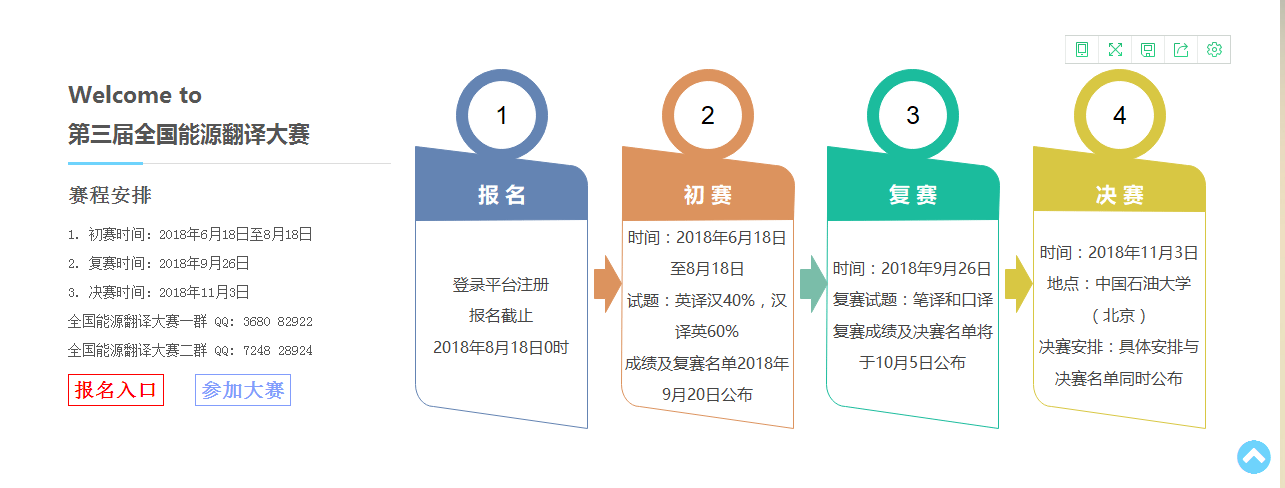 Welcome to
第三届全国能源翻译大赛
赛程安排
1. 初赛时间：2018年6月18日至8月18日
2. 复赛时间：2018年9月26日
3. 决赛时间：2018年11月3日
全国能源翻译大赛一群 QQ: 3680 82922
全国能源翻译大赛二群 QQ: 7248 28924
报名入口
参加大赛
1
报 名
登录平台注册
报名截止
2018年8月18日0时
2
初 赛
时间：2018年6月18日
至8月18日
试题：英译汉40%，汉
译英60%
成绩及复赛名单2018年
9月20日公布
3
复 赛
时间：2018年9月26日
复赛试题：笔译和口译
复赛成绩及决赛名单将
于10月5日公布
4
决 赛
时间：2018年11月3日
地点：中国石油大学
（北京）
决赛安排：具体安排与
决赛名单同时公布